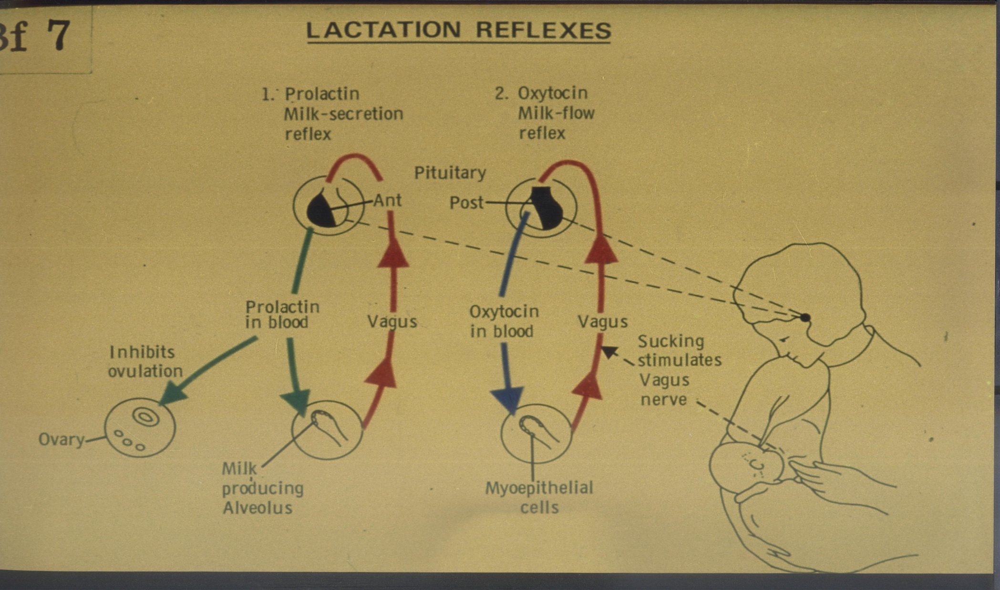 Bf 7
LACTATION REFLEXES
1. Prolactin
Milk-secretion
reflex
2. Oxytocin
Milk-flow
reflex
Pituitary
Ant
Post
Prolactin
in blood
Vagus
Oxytocin
in blood
Vagus
Sucking
stimulates
Vagus
nerve
Inhibits
ovulation
Ovary
Milk
producing
Alveolus
Myoepithelial
cells